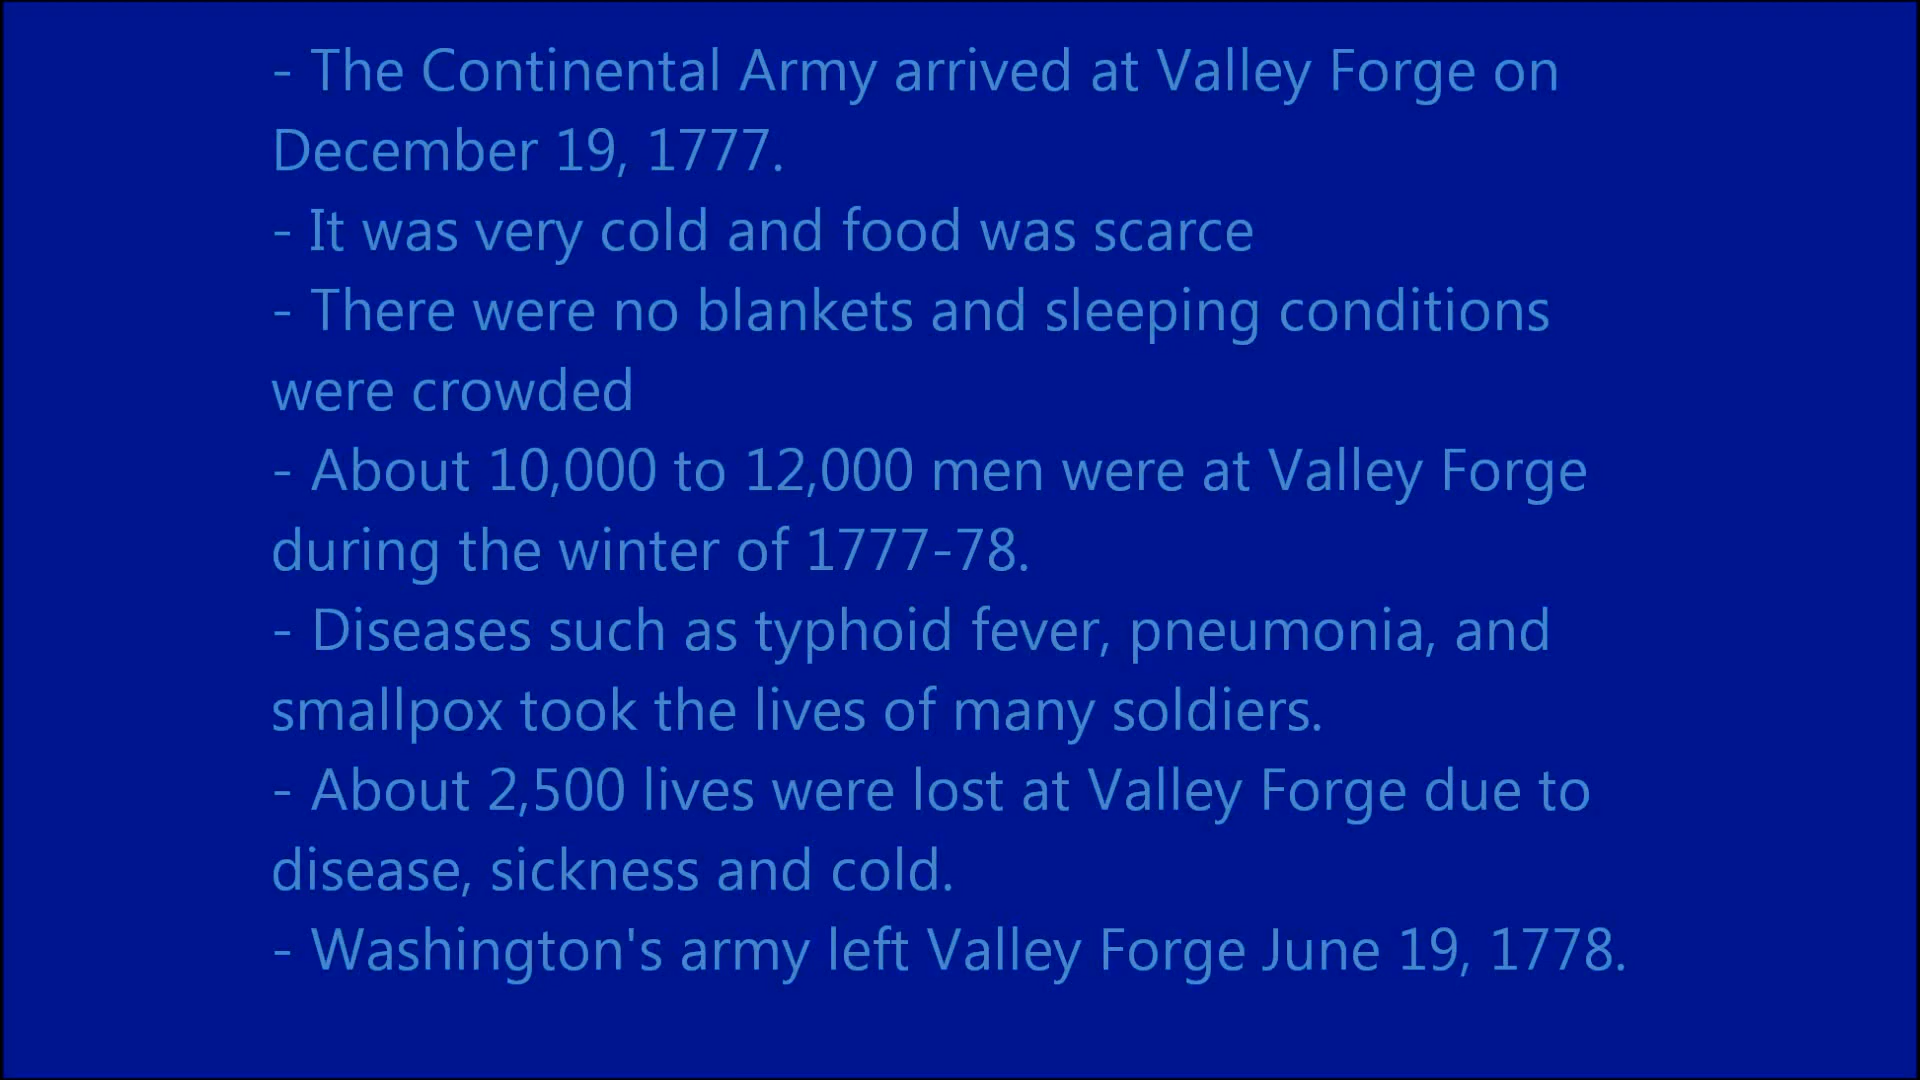 - The Continental Army arrived at Valley Forge on
December 19, 1777.
- It was very cold and food was scarce
- There were no blankets and sleeping conditions
were crowded
- About 10,000 to 12,000 men were at Valley Forge
during the winter of 1777-78.
- Diseases such as typhoid fever, pneumonia, and
smallpox took the lives of many soldiers.
- About 2,500 lives were lost at Valley Forge due to
disease, sickness and cold.
- Washington's army left Valley Forge June 19, 1778.